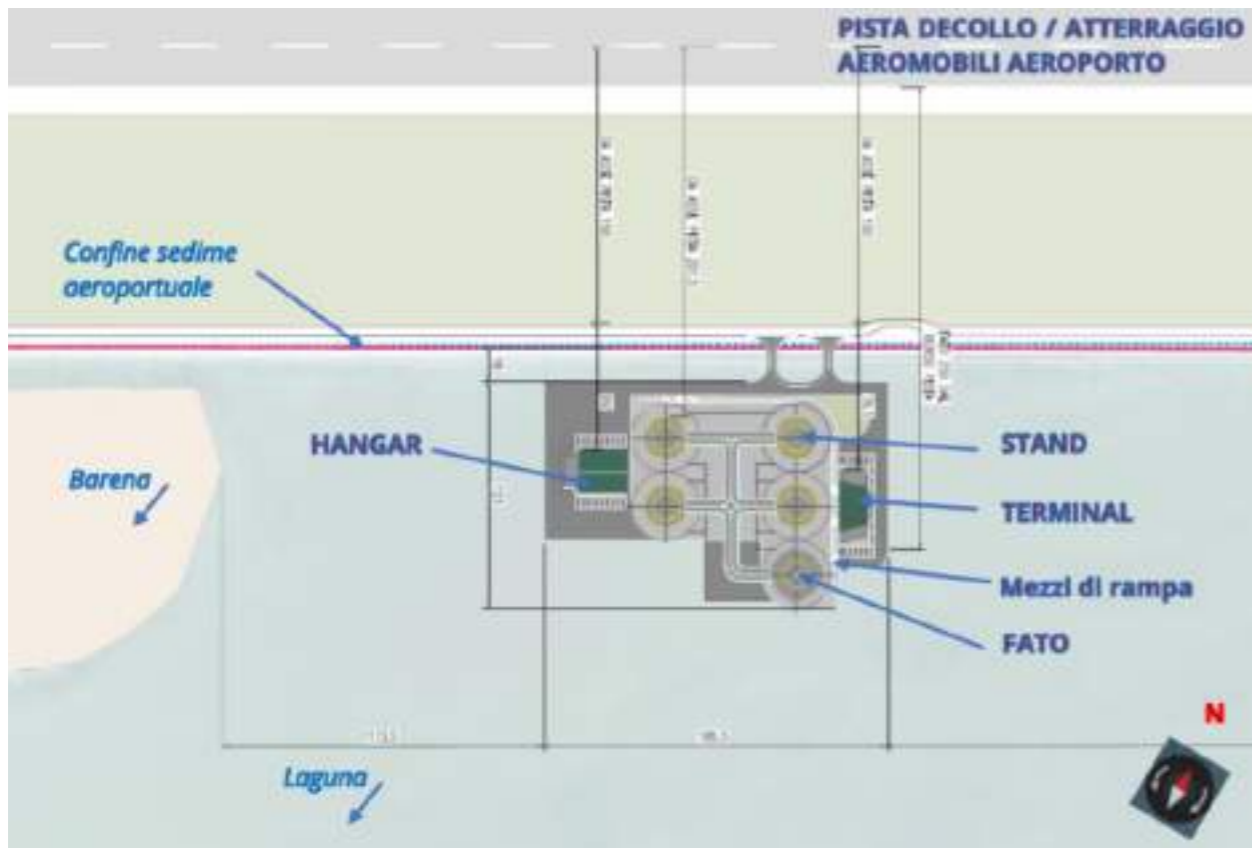 PISTA DECOLLO / ATTERRAGGIO
AEROMOBILI AEROPORTO
Confine sedime
aeroportuale
HANGAR
STAND
Barena
TERMINAL
Mezzi di rampa
FATO
N
Laguna